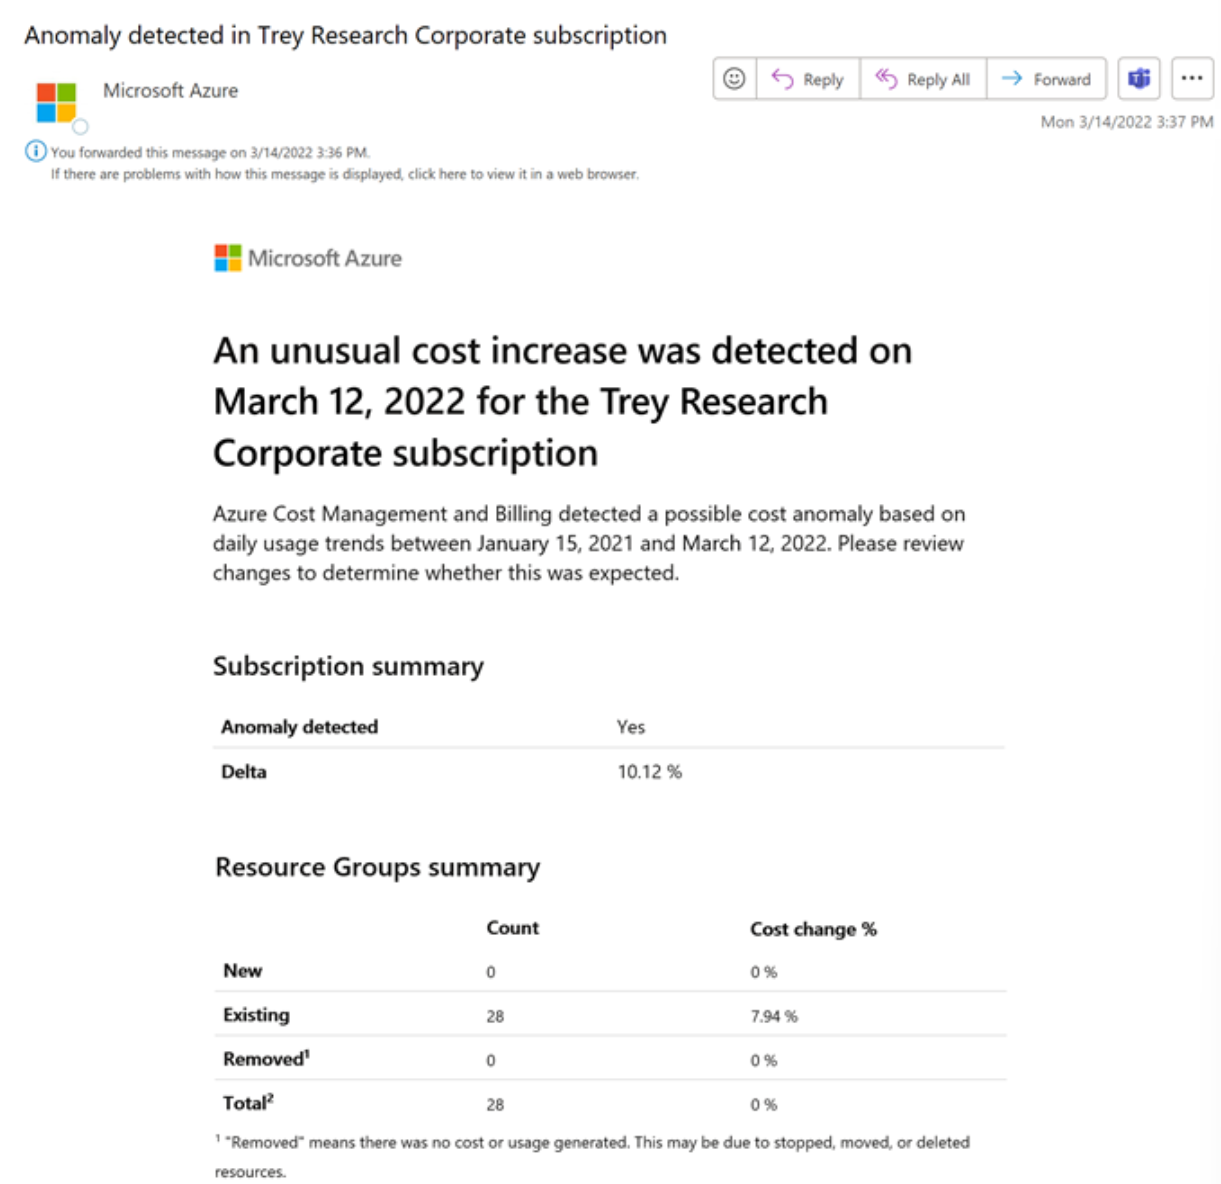 Anomaly detected in Trey Research Corporate subscription
Microsoft Azure
Reply
Reply All
Forward
Mon 3/14/2022 3:37 PM
You forwarded this message on 3/14/2022 3:36 PM.
If there are problems with how this message is displayed, click here to view it in a web browser.
Microsoft Azure
An unusual cost increase was detected on
March 12, 2022 for the Trey Research
Corporate subscription
Azure Cost Management and Billing detected a possible cost anomaly based on
daily usage trends between January 15, 2021 and March 12, 2022. Please review
changes to determine whether this was expected.
Subscription summary
Anomaly detected Yes
Delta 10.12 %
Resource Groups summary
Count Cost change %
New 0 0 %
Existing 28 7.94 %
Removed¹ 0 0 %
Total² 28 0 %
¹ "Removed" means there was no cost or usage generated. This may be due to stopped, moved, or deleted
resources.